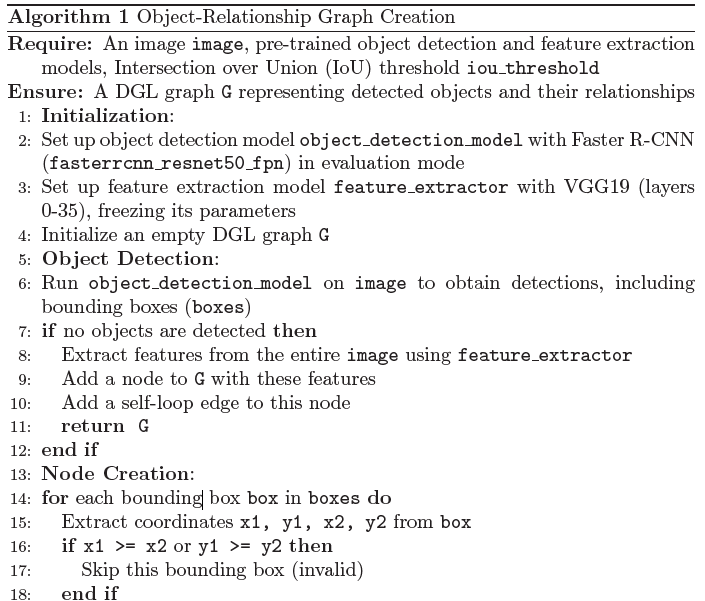 Algorithm 1 Object-Relationship Graph Creation
Require: An image image, pre-trained object detection and feature extraction
models, Intersection over Union (IoU) threshold iou_threshold
Ensure: A DGL graph G representing detected objects and their relationships
1: Initialization:
2: Set up object detection model object_detection_model with Faster R-CNN
(fasterrcnn_resnet50_fpn) in evaluation mode
3: Set up feature extraction model feature_extractor with VGG19 (layers
0-35), freezing its parameters
4: Initialize an empty DGL graph G
5: Object Detection:
6: Run object_detection_model on image to obtain detections, including
bounding boxes (boxes)
7: if no objects are detected then
8: Extract features from the entire image using feature_extractor
9: Add a node to G with these features
10: Add a self-loop edge to this node
11: return G
12: end if
13: Node Creation:
14: for each bounding box box in boxes do
15: Extract coordinates x1, y1, x2, y2 from box
16: if x1 >= x2 or y1 >= y2 then
17: Skip this bounding box (invalid)
18: end if